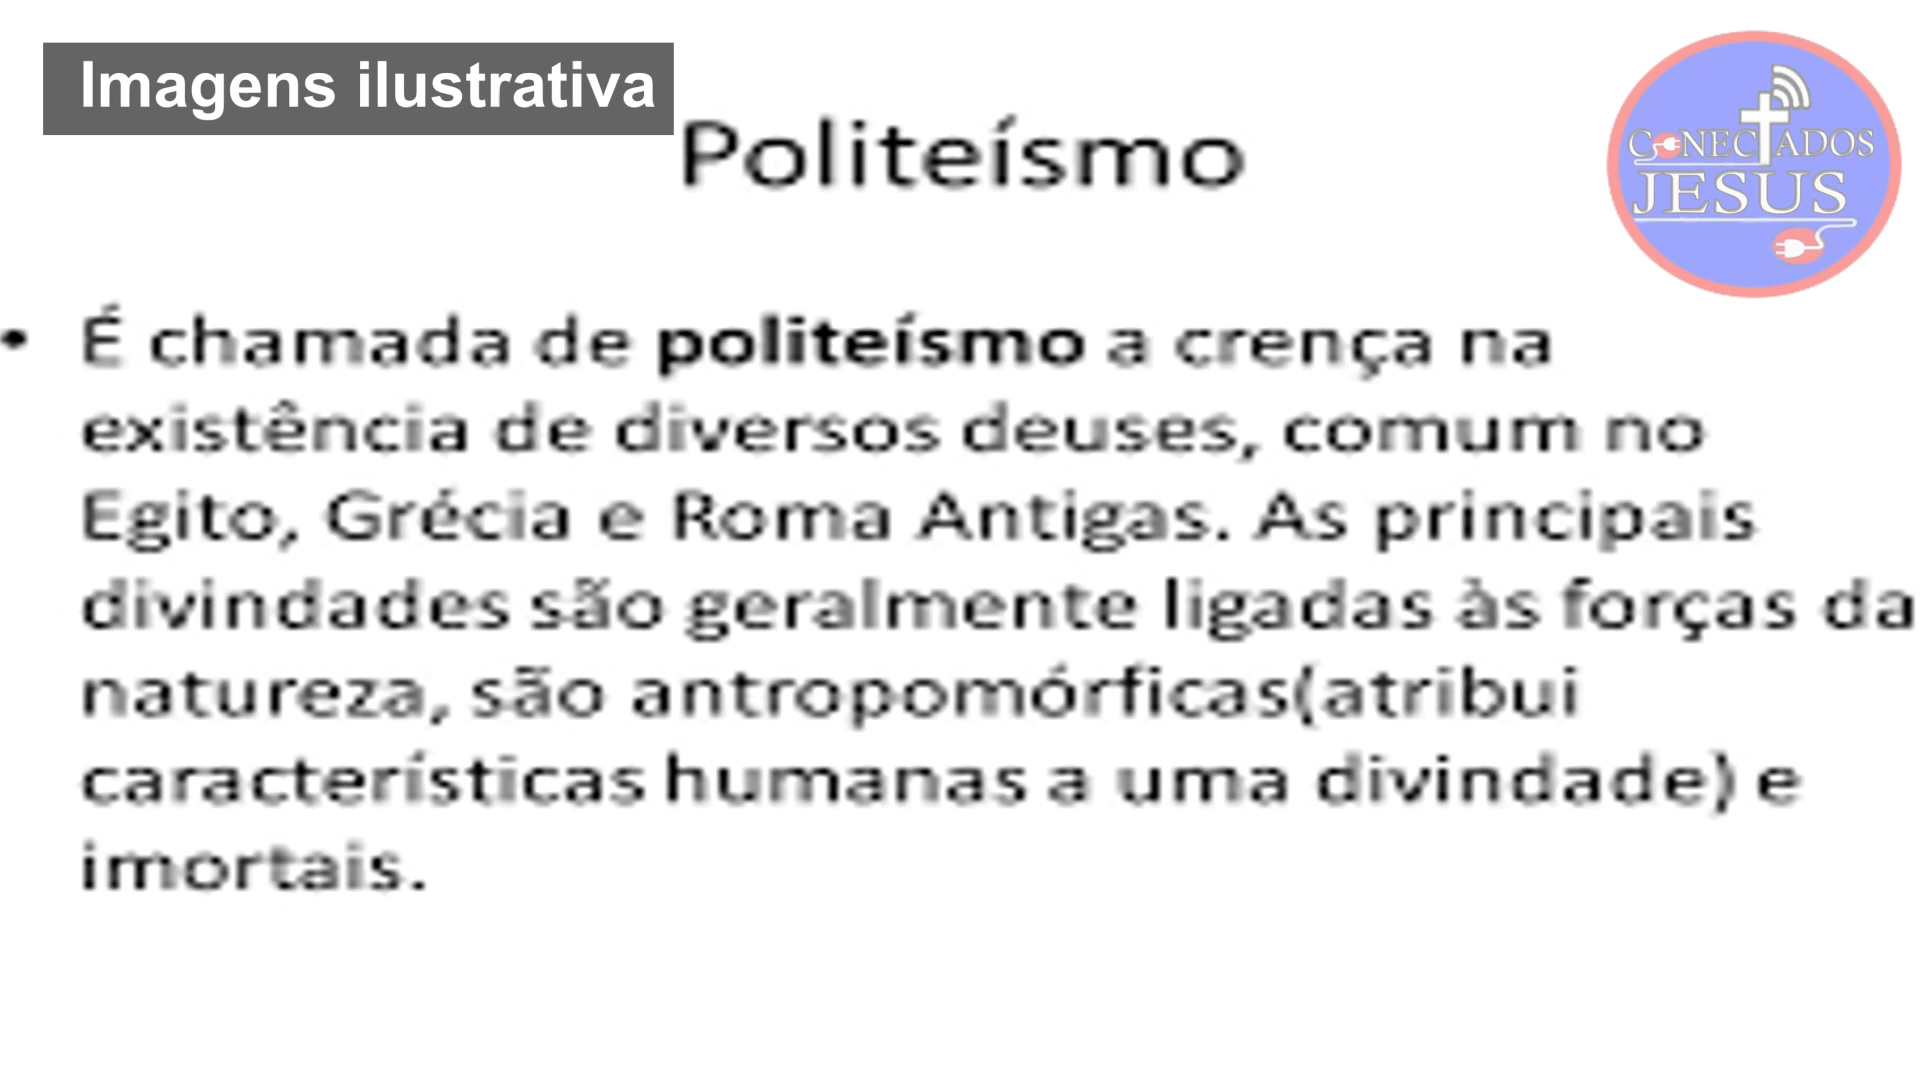 Imagens ilustrativa
Politeísmo
CONECTADOS
JESUS
• É chamada de politeísmo a crença na
existência de diversos deuses, comum no
Egito, Grécia e Roma Antigas. As principais
divindades são geralmente ligadas às forças da
natureza, são antropomórficas(atribui
características humanas a uma divindade) e
imortais.